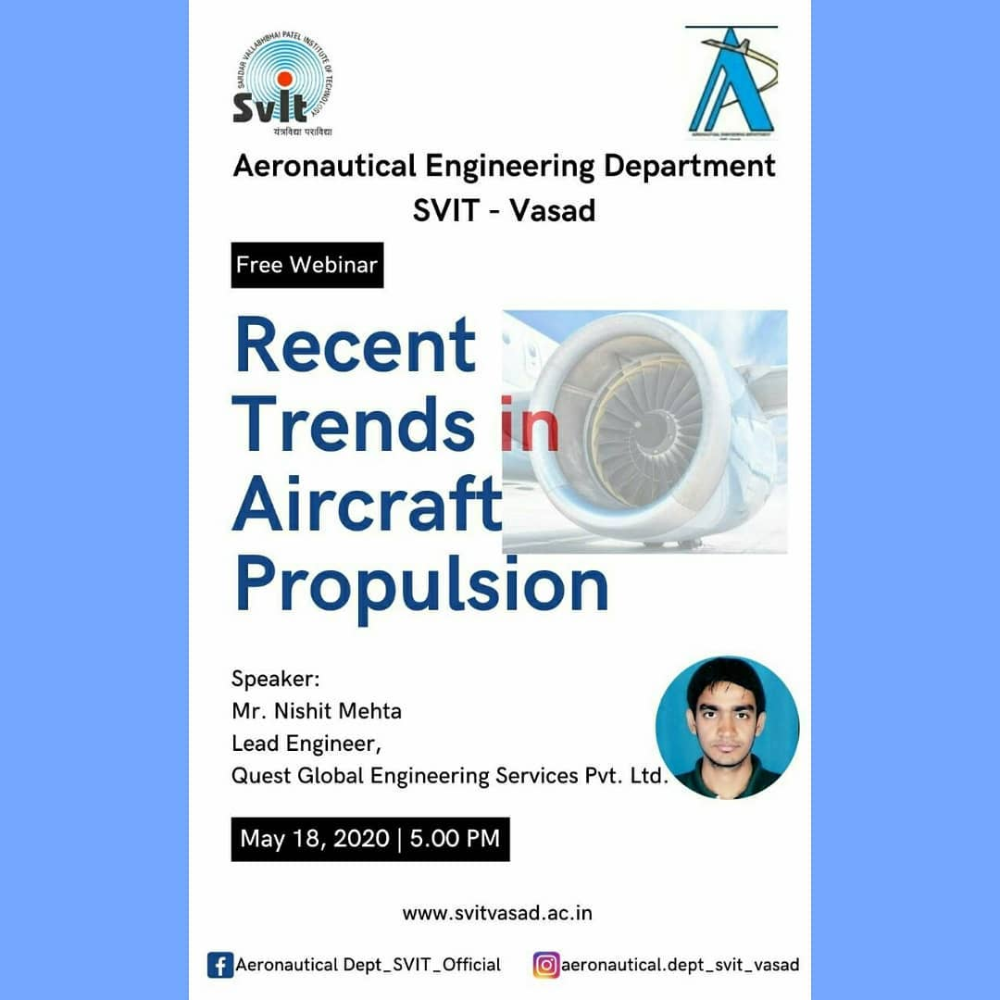 SARDAR VALLABHBHAI PATEL INSTITUTE OF TECHNOLOGY
SvIt
यंत्रविद्या पराविद्या
AERONAUTICAL ENGINEERING DEPARTMENT
Aeronautical Engineering Department
SVIT - Vasad
Free Webinar
Recent
Trends in
Aircraft
Propulsion
Speaker:
Mr. Nishit Mehta
Lead Engineer,
Quest Global Engineering Services Pvt. Ltd.
May 18, 2020 | 5.00 PM
www.svitvasad.ac.in
Aeronautical Dept_SVIT_Official
aeronautical.dept_svit_vasad